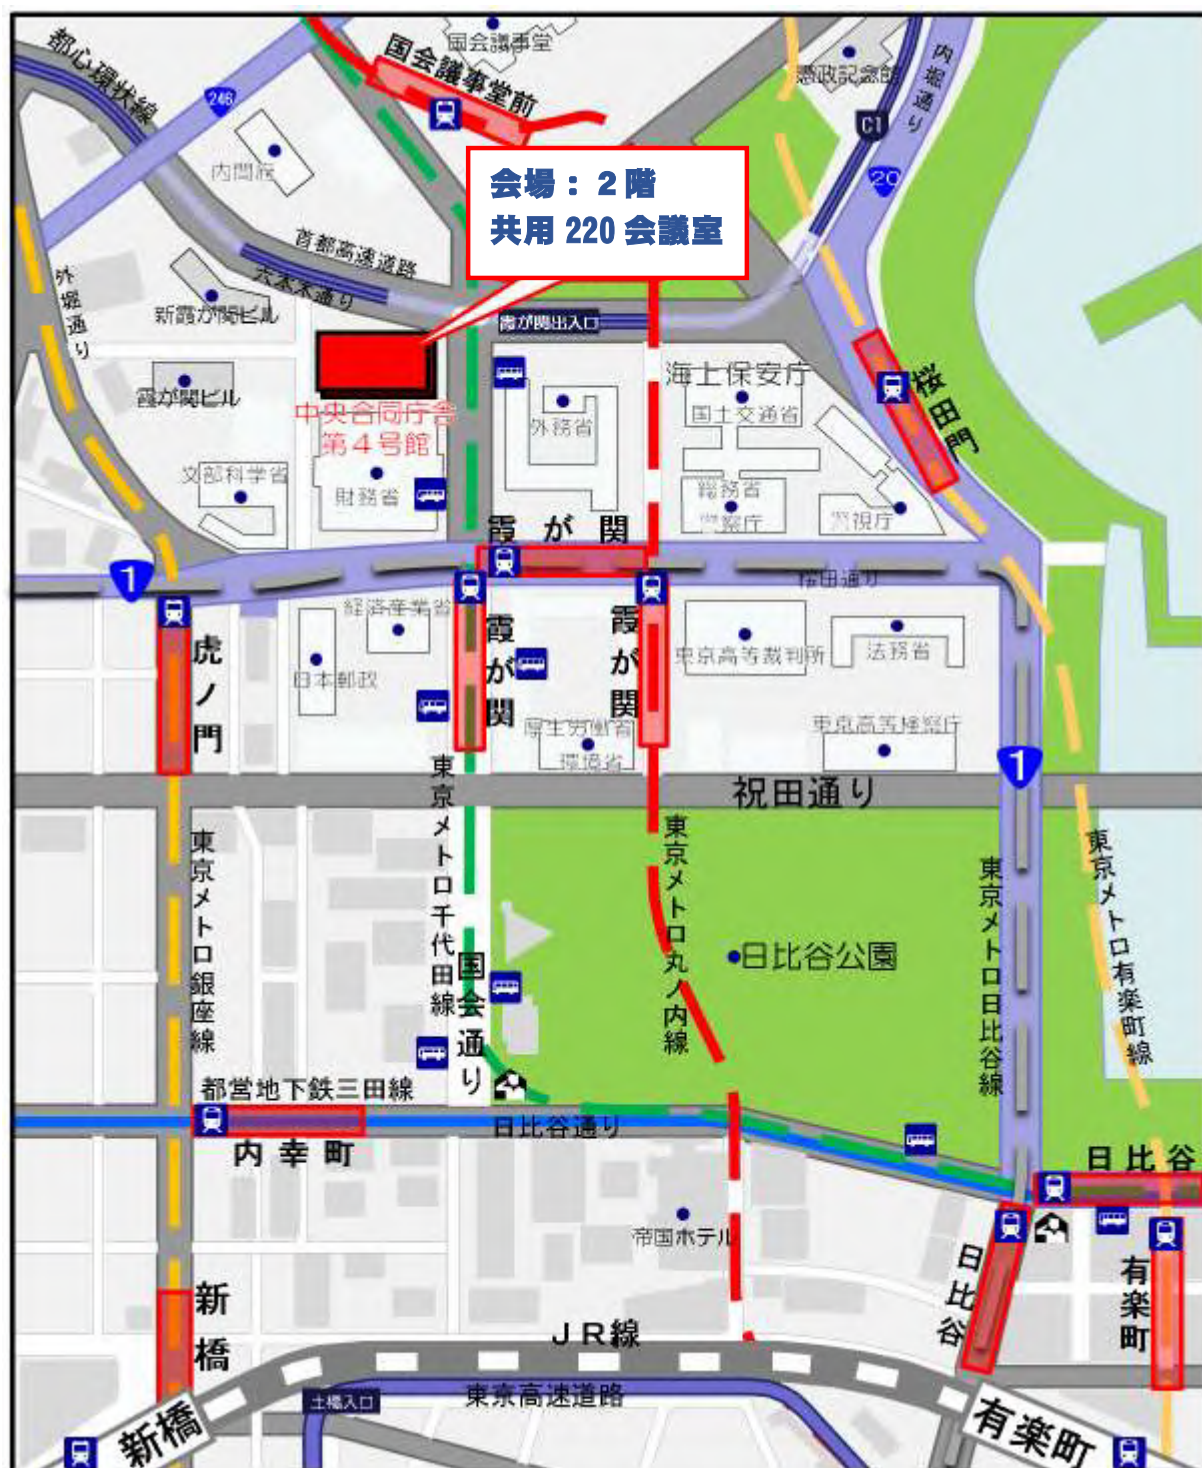 国会議事堂
都心環状線
国会議事堂前
憲政記念館
内堀通り
246
C1
20
内閣府
会場：２階
共用 220 会議室
首都高速道路
六本木通り
外堀通り
新霞が関ビル
霞が関出入口
霞が関ビル
海上保安庁
国土交通省
桜田門
中央合同庁舎
第４号館
外務省
文部科学省
財務省
総務省
警察庁
警視庁
霞が関
1
桜田通り
経済産業省
虎ノ門
霞が関
霞が関
日本郵政
東京高等裁判所
法務省
厚生労働省
環境省
東京高等検察庁
1
祝田通り
東京メトロ千代田線
東京メトロ銀座線
東京メトロ丸ノ内線
東京メトロ日比谷線
東京メトロ有楽町線
国会通り
日比谷公園
都営地下鉄三田線
内幸町
日比谷通り
日比谷
帝国ホテル
日比谷
有楽町
新橋
ＪＲ線
土橋入口
東京高速道路
新橋
有楽町